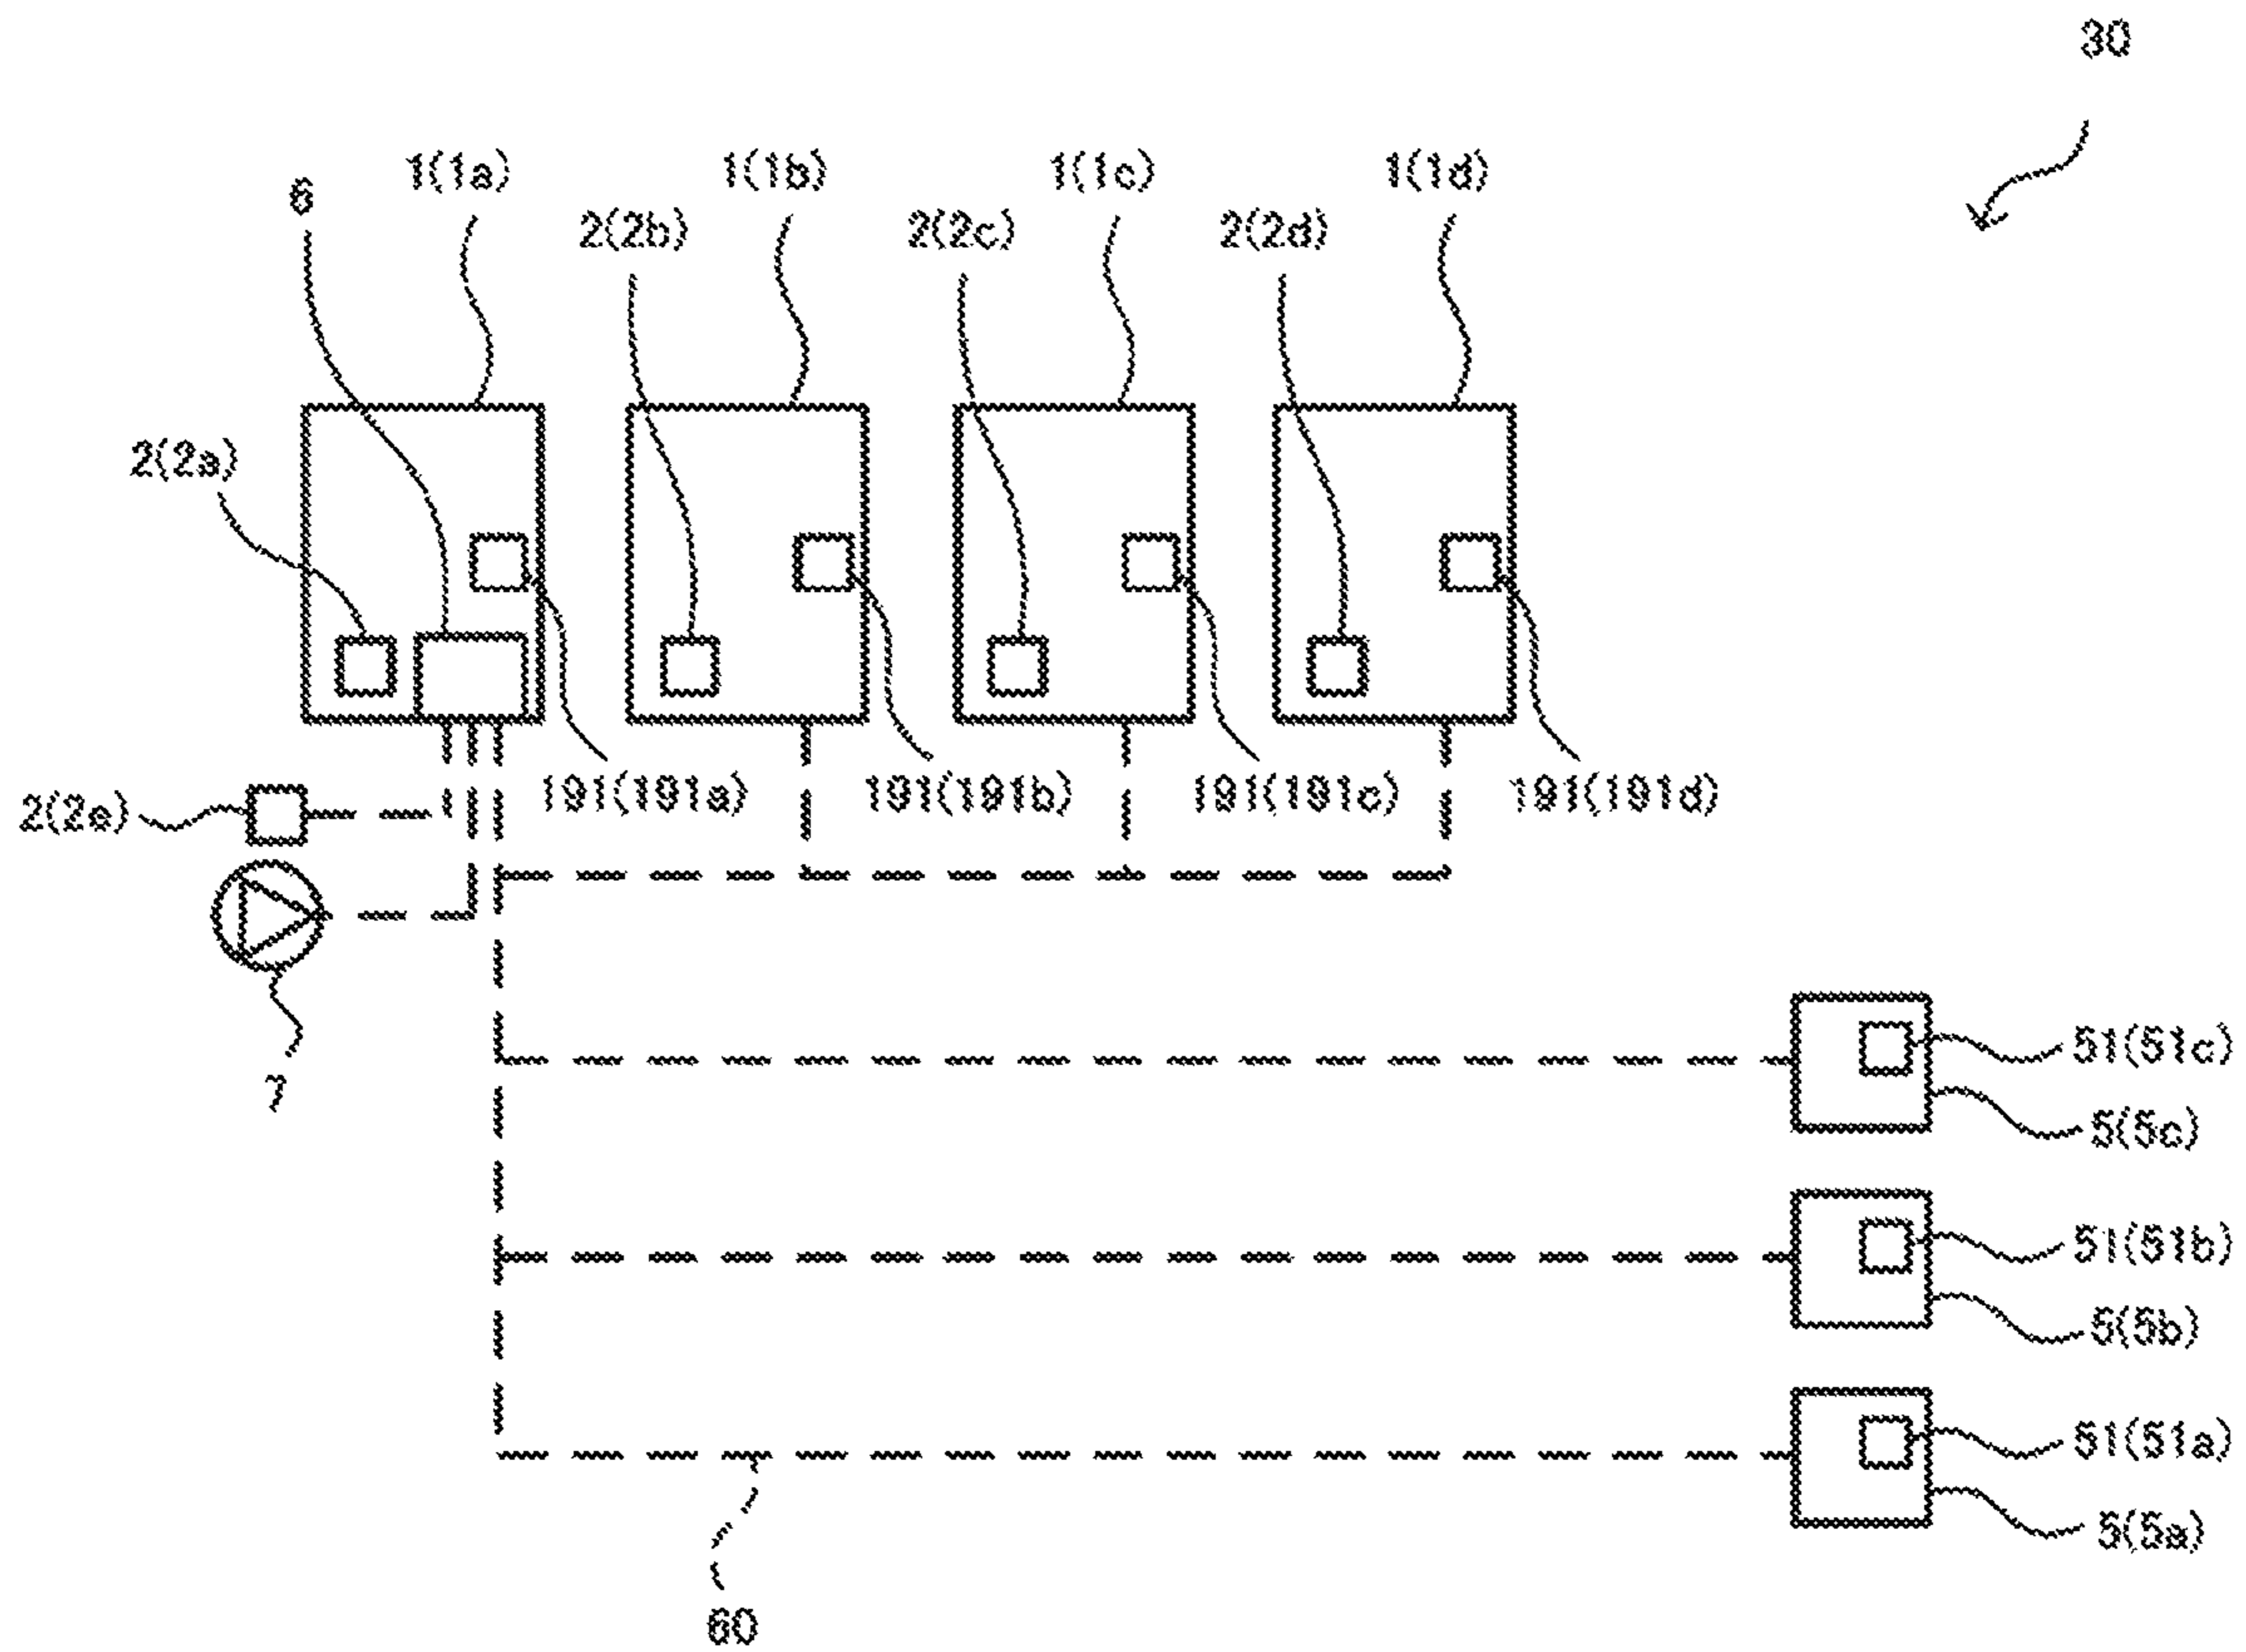 30
6 1(1a) 1(1b) 1(1c) 1(1d)
2(2b) 2(2c) 2(2d)
2(2a)
191(191a) 191(191b) 191(191c) 191(191d)
2(2e)
7
51(51c)
5(5c)
51(51b)
5(5b)
51(51a)
5(5a)
60